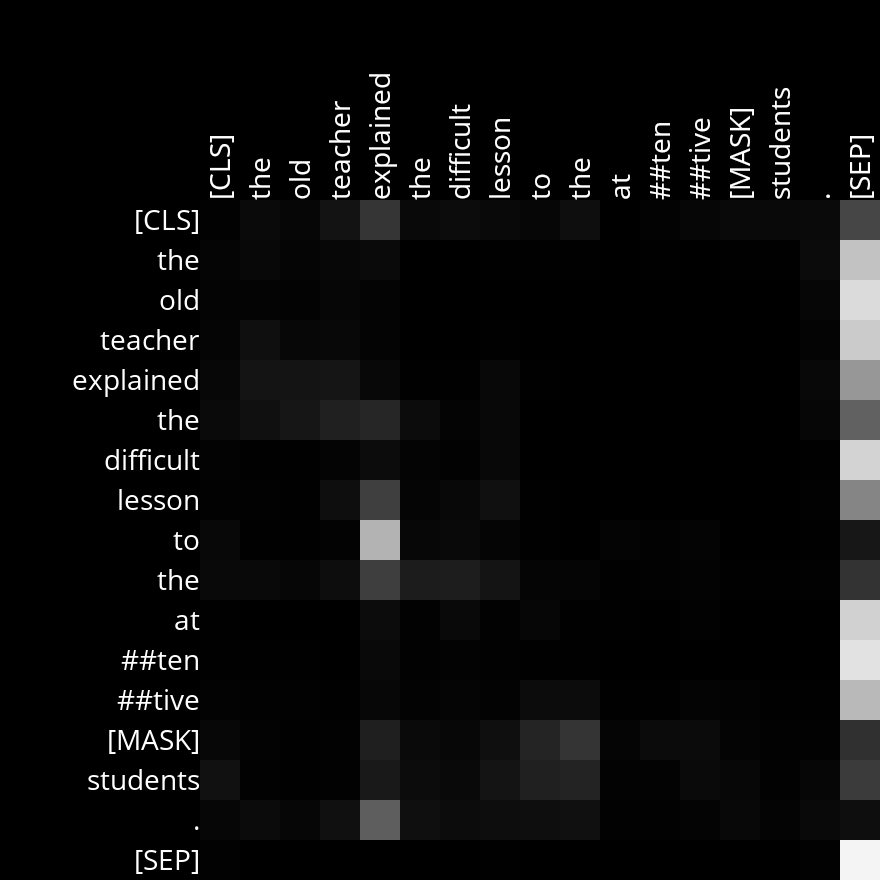 [CLS]
the
old
teacher
explained
the
difficult
lesson
to
the
at
##ten
##tive
[MASK]
students
.
[SEP]
[CLS]
the
old
teacher
explained
the
difficult
lesson
to
the
at
##ten
##tive
[MASK]
students
.
[SEP]